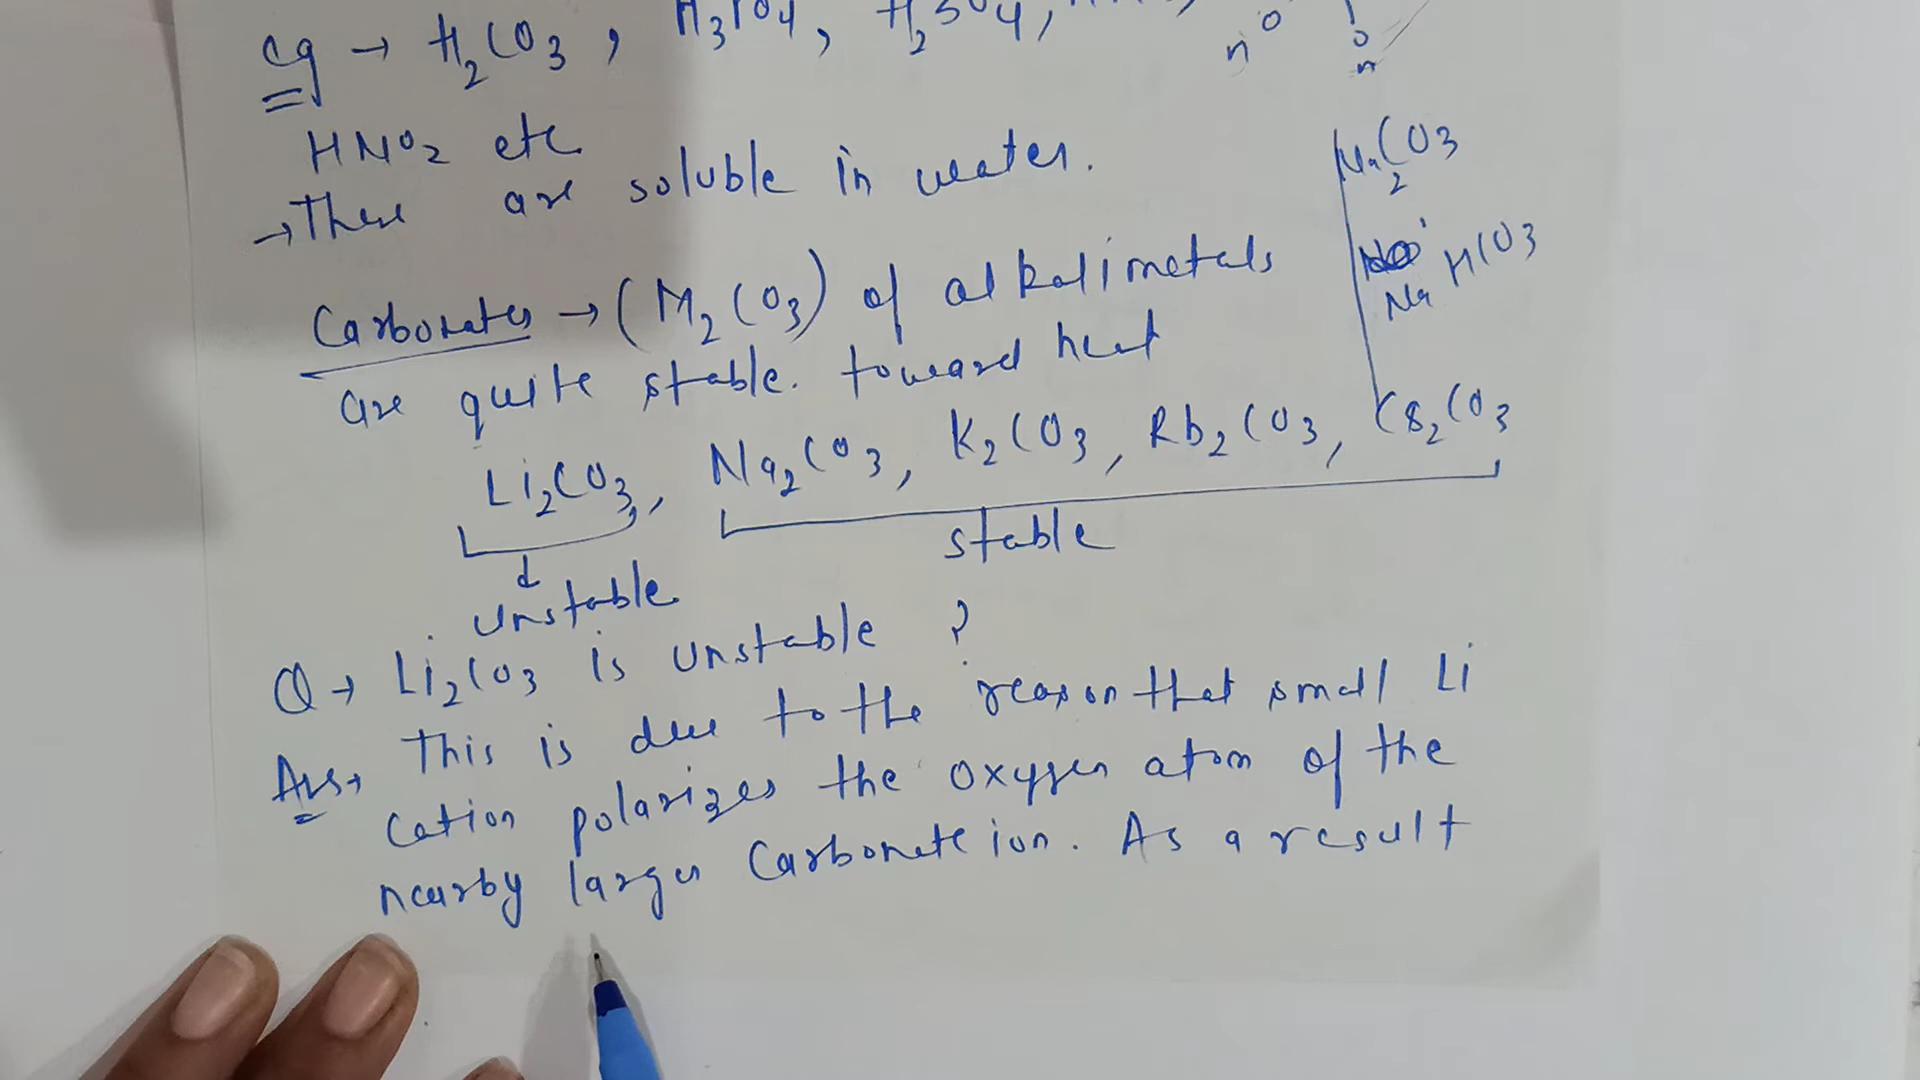 eg → H2CO3, H3PO4, H2SO4,
HNO2 etc
→ These are soluble in water.
Carbonates → (M2CO3) of alkali metals
are quite stable. toward heat
Li2CO3, Na2CO3, K2CO3, Rb2CO3, Cs2CO3
unstable
stable
Q → Li2CO3 is unstable ?
Ans → This is due to the reason that small Li
cation polarizes the oxygen atom of the
nearby larger Carbonate ion. As a result
Na2CO3
Na HCO3